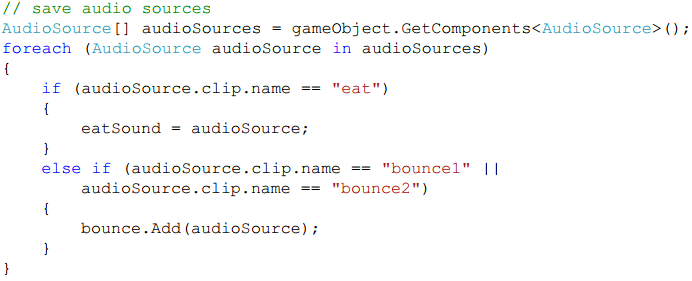 // save audio sources
AudioSource[] audioSources = gameObject.GetComponents<AudioSource>();
foreach (AudioSource audioSource in audioSources)
{
    if (audioSource.clip.name == "eat")
    {
        eatSound = audioSource;
    }
    else if (audioSource.clip.name == "bounce1" ||
        audioSource.clip.name == "bounce2")
    {
        bounce.Add(audioSource);
    }
}